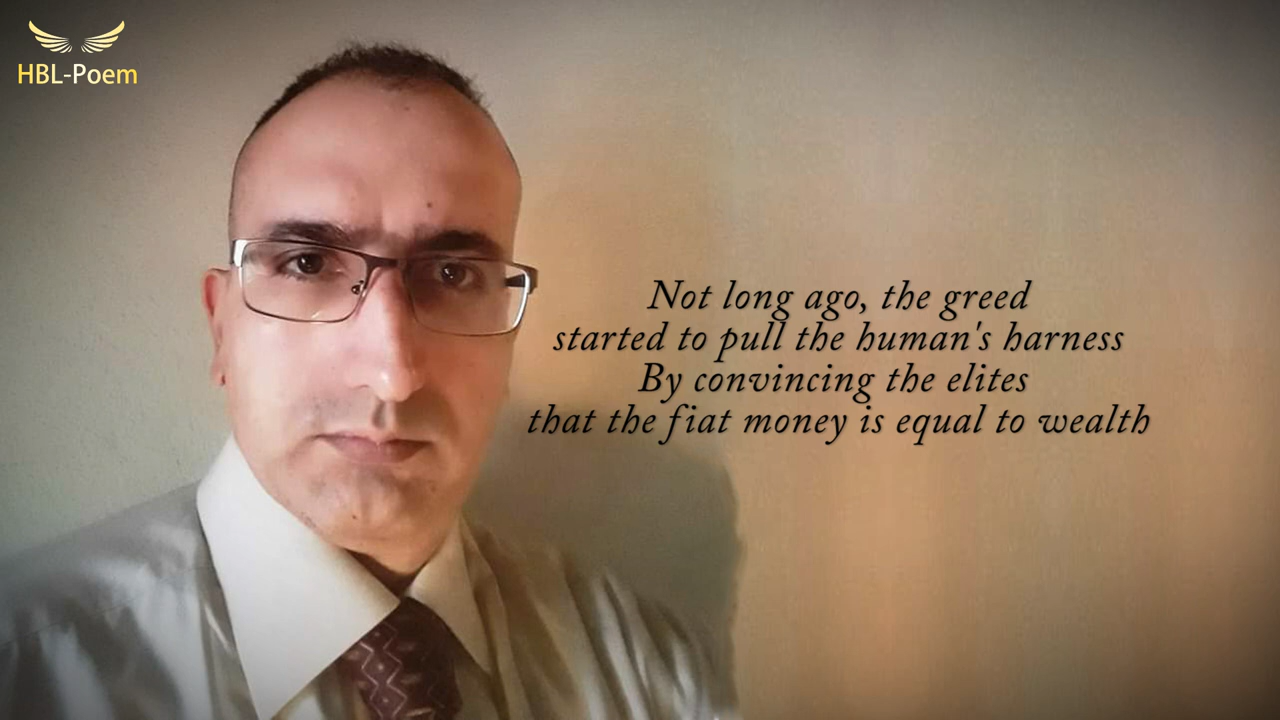 HBL-Poem
Not long ago, the greed
started to pull the human's harness
By convincing the elites
that the fiat money is equal to wealth